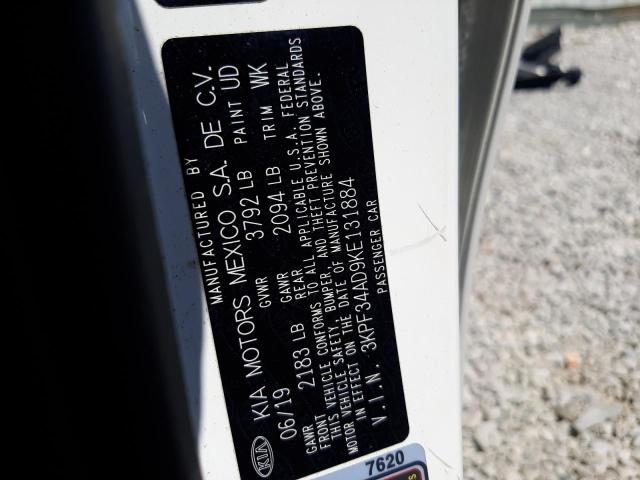 MANUFACTURED BY
KIA KIA MOTORS MEXICO S.A. DE C.V.
06/19 GVWR 3792 LB PAINT UD
GAWR FRONT 2183 LB GAWR REAR 2094 LB TRIM WK
THIS VEHICLE CONFORMS TO ALL APPLICABLE U.S.A. FEDERAL
MOTOR VEHICLE SAFETY, BUMPER, AND THEFT PREVENTION STANDARDS
IN EFFECT ON THE DATE OF MANUFACTURE SHOWN ABOVE.
V.I.N. 3KPF34AD9KE131884
PASSENGER CAR
7620